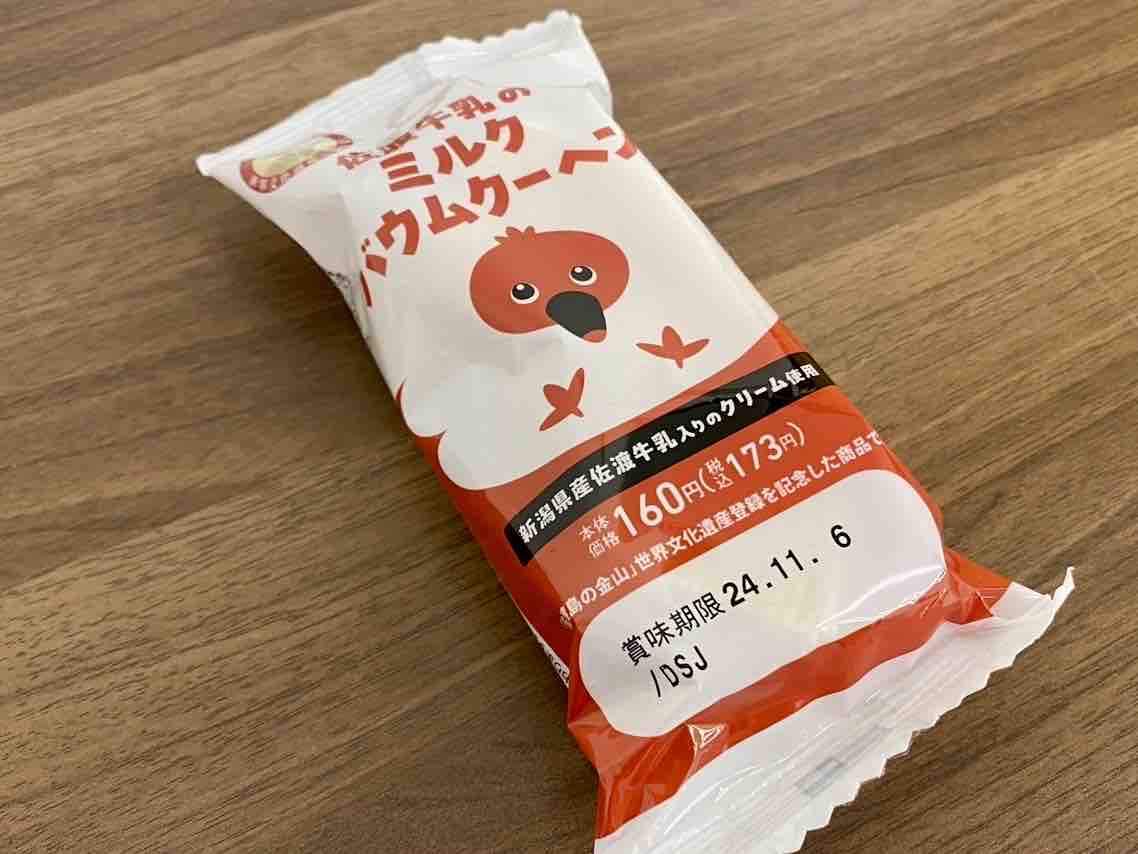 佐渡牛乳の
ミルク
バウムクーヘン
新潟県産佐渡牛乳入りのクリーム使用
本体価格160円(税込173円)
島の金山」世界文化遺産登録を記念した商品で
賞味期限24.11.6
/DSJ